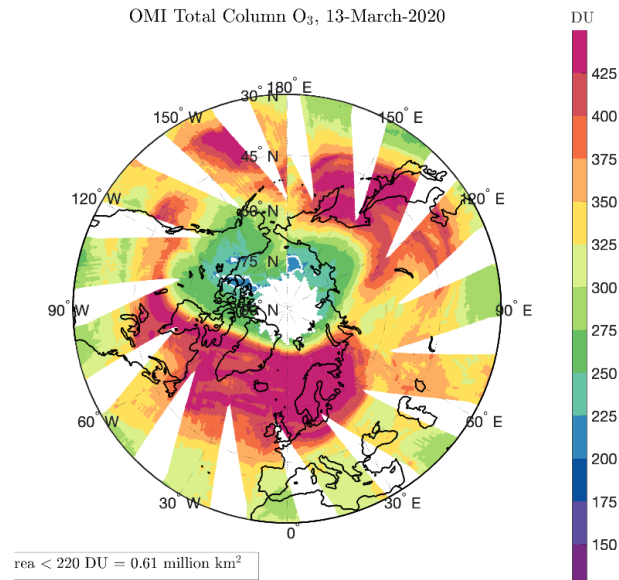 OMI Total Column O₃, 13-March-2020
DU
180° E
30° N
150° W
150° E
45° N
120° W
120° E
60° N
75° N
90° W
90° E
60° W
60° E
30° W
30° E
0°
425
400
375
350
325
300
275
250
225
200
175
150
rea < 220 DU = 0.61 million km²